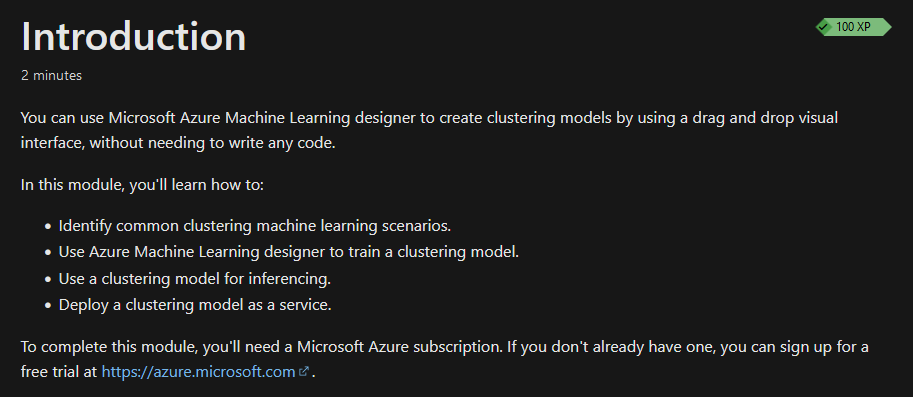 Introduction
100 XP
2 minutes
You can use Microsoft Azure Machine Learning designer to create clustering models by using a drag and drop visual
interface, without needing to write any code.
In this module, you'll learn how to:
• Identify common clustering machine learning scenarios.
• Use Azure Machine Learning designer to train a clustering model.
• Use a clustering model for inferencing.
• Deploy a clustering model as a service.
To complete this module, you'll need a Microsoft Azure subscription. If you don't already have one, you can sign up for a
free trial at https://azure.microsoft.com .